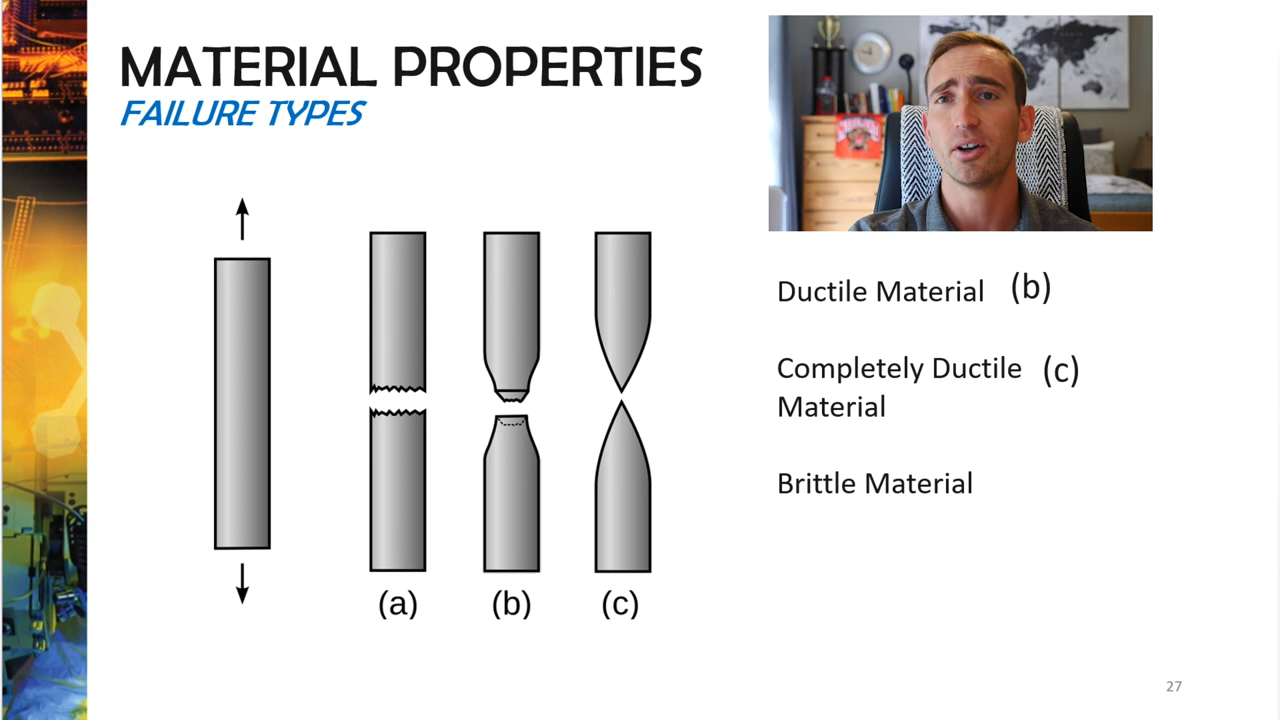 MATERIAL PROPERTIES
FAILURE TYPES
Ductile Material (b)
Completely Ductile (c)
Material
Brittle Material
(a) (b) (c)
27